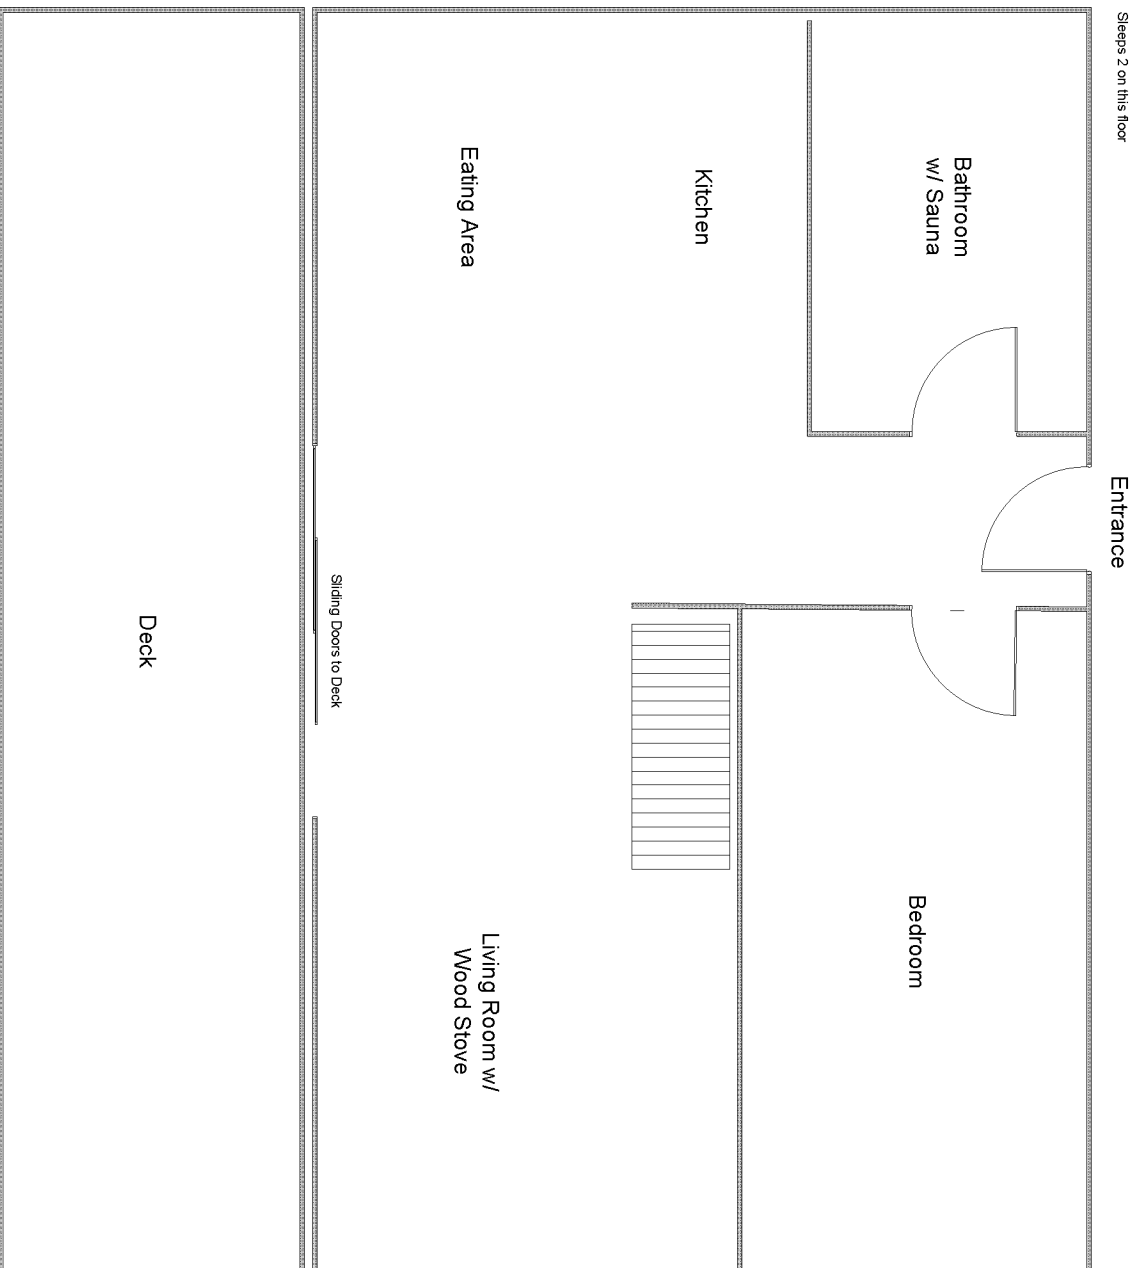 Sleeps 2 on this floor
Entrance
Bathroom
w/ Sauna
Kitchen
Eating Area
Bedroom
Living Room w/
Wood Stove
Sliding Doors to Deck
Deck